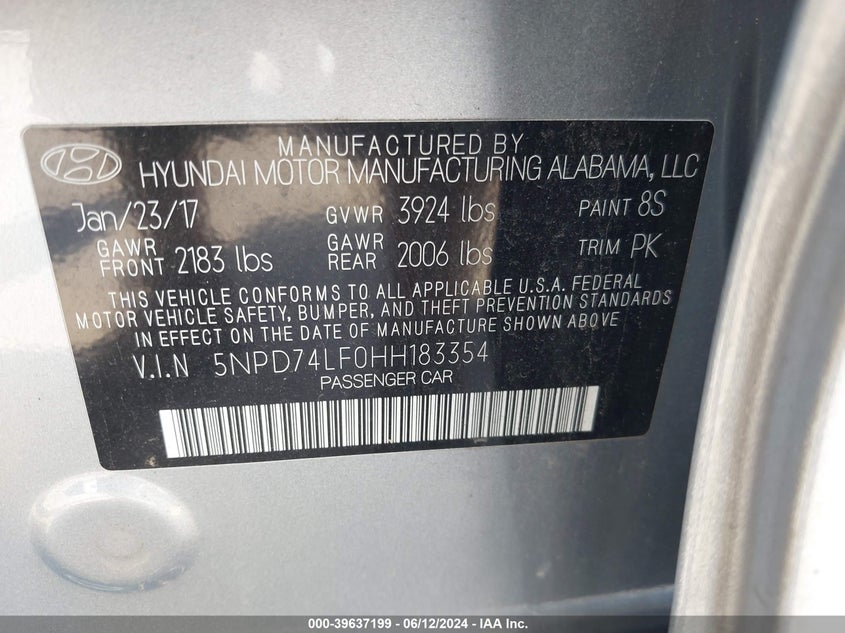 MANUFACTURED BY
HYUNDAI MOTOR MANUFACTURING ALABAMA, LLC
Jan/23/17 GVWR 3924 lbs PAINT 8S
GAWR FRONT 2183 lbs GAWR REAR 2006 lbs TRIM PK
THIS VEHICLE CONFORMS TO ALL APPLICABLE U.S.A. FEDERAL
MOTOR VEHICLE SAFETY, BUMPER, AND THEFT PREVENTION STANDARDS
IN EFFECT ON THE DATE OF MANUFACTURE SHOWN ABOVE
V.I.N 5NPD74LF0HH183354
PASSENGER CAR
000-39637199 - 06/12/2024 - IAA Inc.